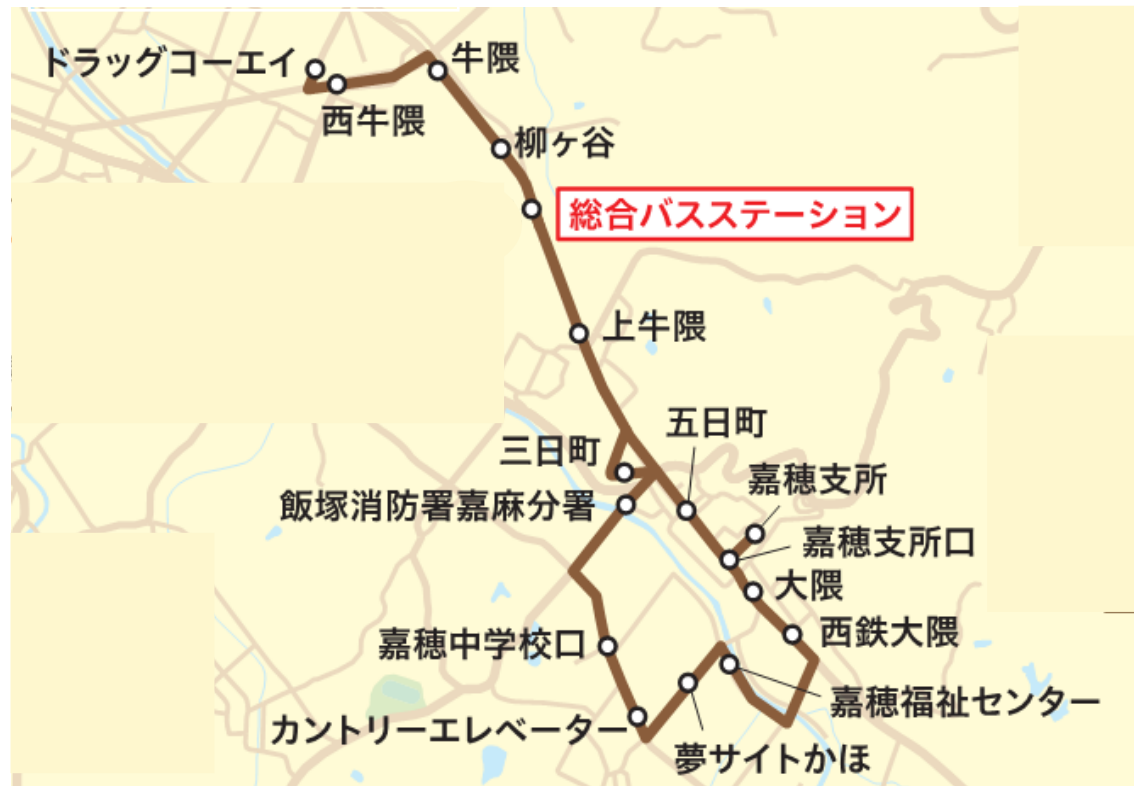 ドラッグコーエイ
牛隈
西牛隈
柳ヶ谷
総合バスステーション
上牛隈
五日町
三日町
嘉穂支所
飯塚消防署嘉麻分署
嘉穂支所口
大隈
西鉄大隈
嘉穂中学校口
嘉穂福祉センター
カントリーエレベーター
夢サイトかほ